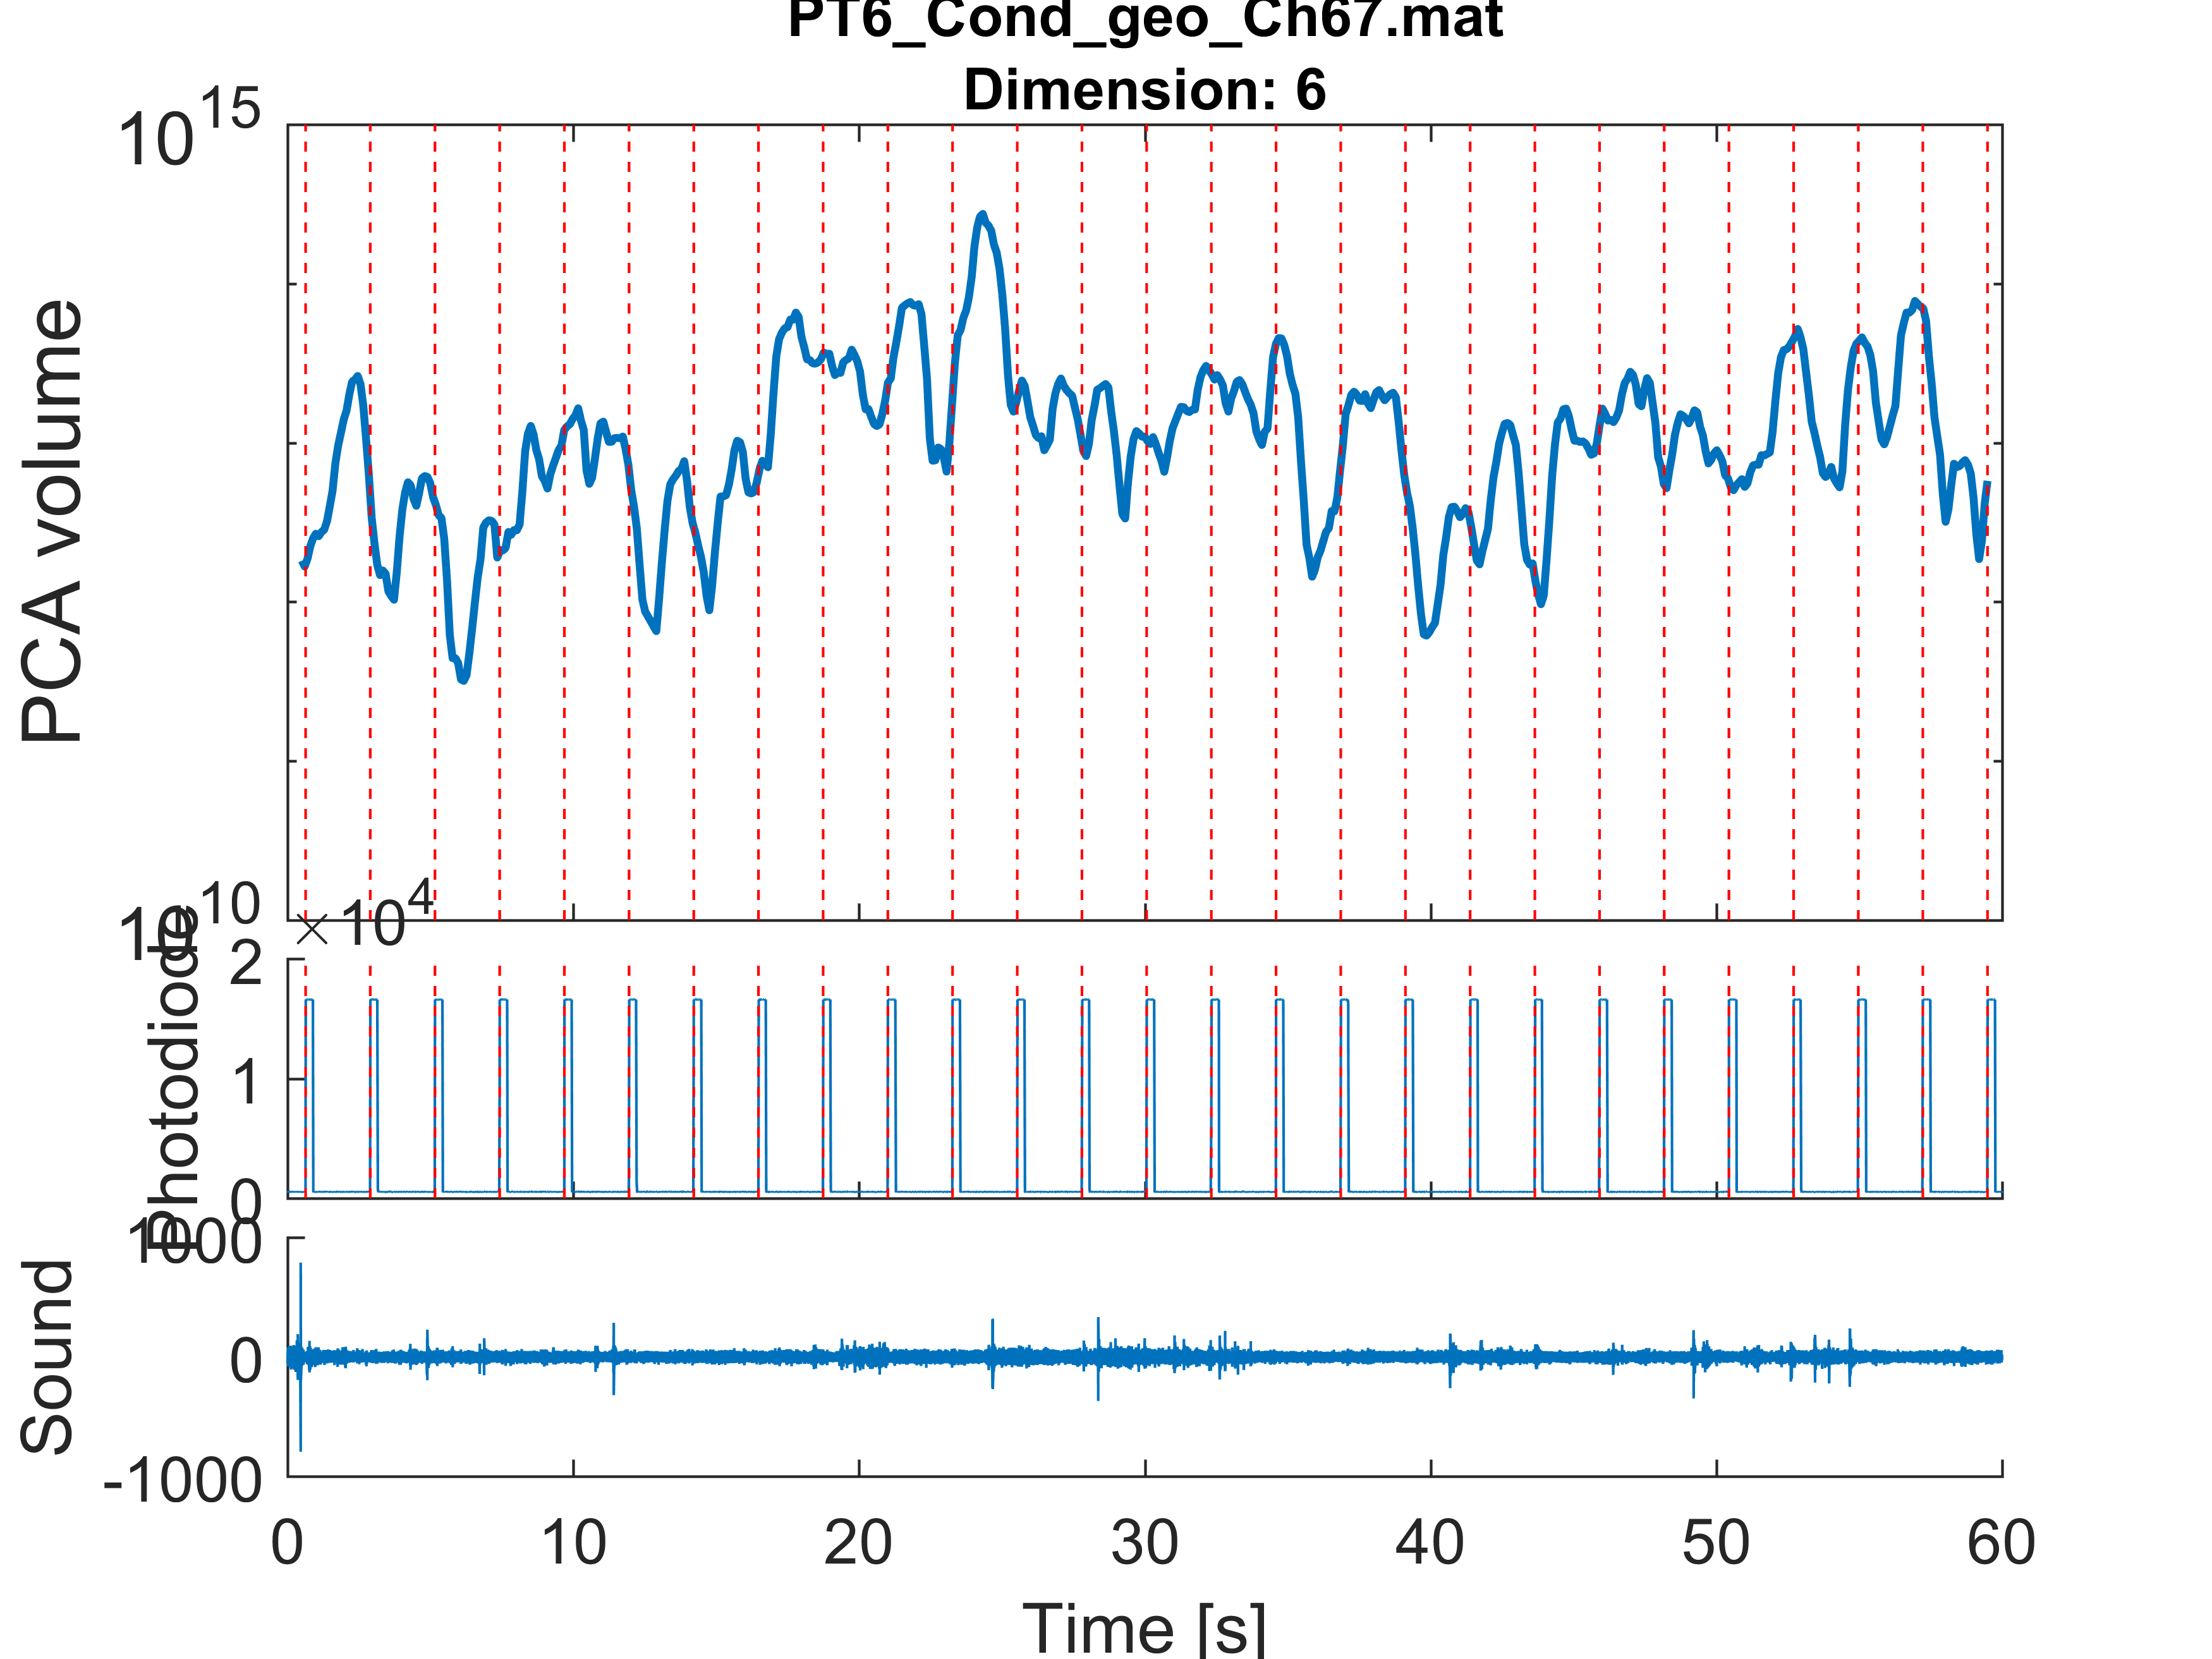 PT6_Cond_geo_Ch67.mat
Dimension: 6
10^15
PCA volume
10^10
×10^4
2
Photodiode
1
0
1000
Sound
0
-1000
0 10 20 30 40 50 60
Time [s]